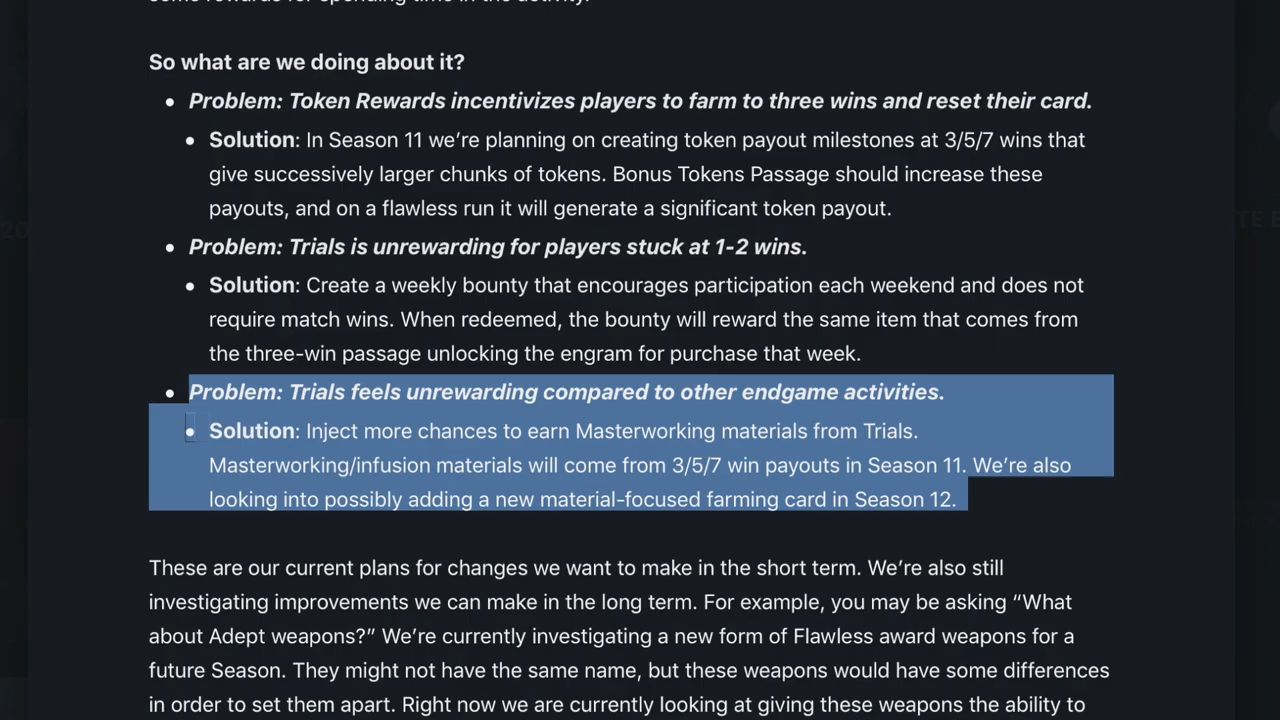 So what are we doing about it?
Problem: Token Rewards incentivizes players to farm to three wins and reset their card.
Solution: In Season 11 we’re planning on creating token payout milestones at 3/5/7 wins that
give successively larger chunks of tokens. Bonus Tokens Passage should increase these
payouts, and on a flawless run it will generate a significant token payout.
Problem: Trials is unrewarding for players stuck at 1-2 wins.
Solution: Create a weekly bounty that encourages participation each weekend and does not
require match wins. When redeemed, the bounty will reward the same item that comes from
the three-win passage unlocking the engram for purchase that week.
Problem: Trials feels unrewarding compared to other endgame activities.
Solution: Inject more chances to earn Masterworking materials from Trials.
Masterworking/infusion materials will come from 3/5/7 win payouts in Season 11. We’re also
looking into possibly adding a new material-focused farming card in Season 12.
These are our current plans for changes we want to make in the short term. We’re also still
investigating improvements we can make in the long term. For example, you may be asking “What
about Adept weapons?” We’re currently investigating a new form of Flawless award weapons for a
future Season. They might not have the same name, but these weapons would have some differences
in order to set them apart. Right now we are currently looking at giving these weapons the ability to